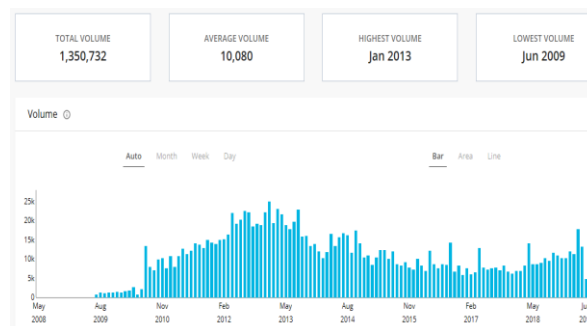 TOTAL VOLUME
1,350,732
AVERAGE VOLUME
10,080
HIGHEST VOLUME
Jan 2013
LOWEST VOLUME
Jun 2009
Volume
Auto Month Week Day
Bar Area Line
25k
20k
15k
10k
5k
0
May Aug Nov Feb May Aug Nov Feb May
2008 2009 2010 2012 2013 2014 2015 2017 2018